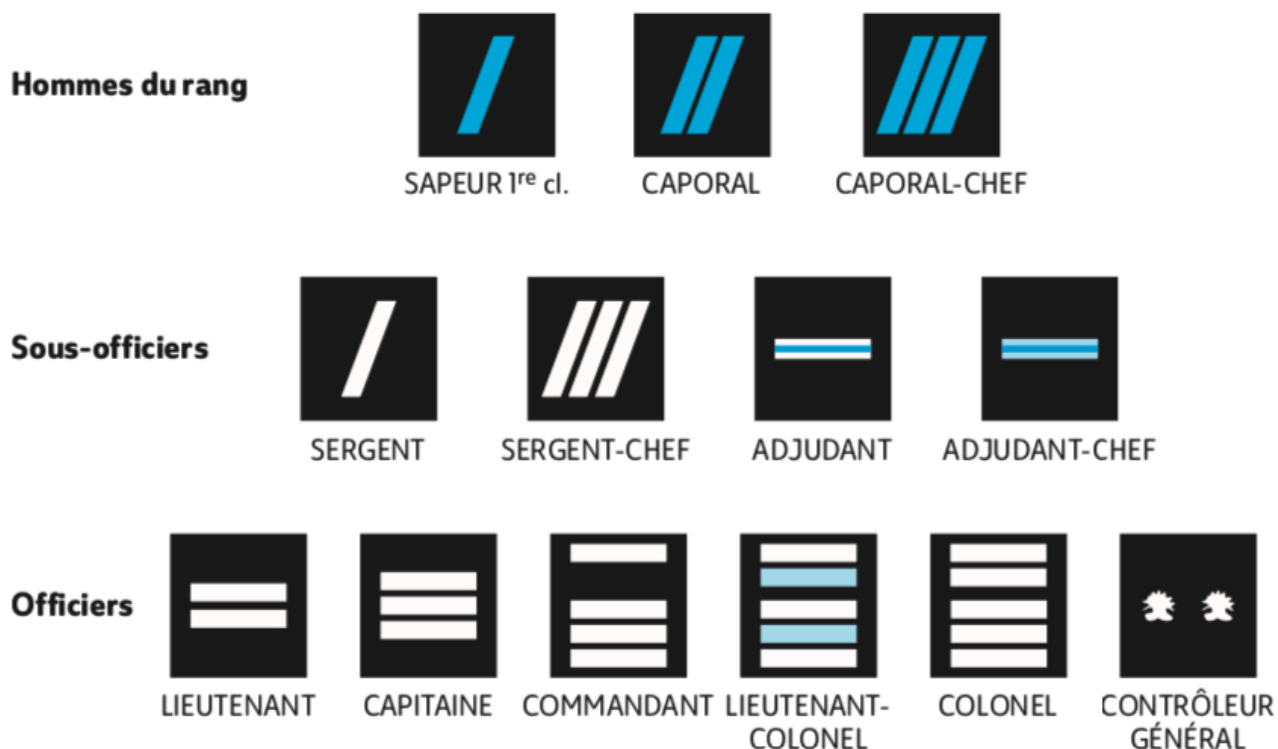 Hommes du rang
SAPEUR 1re cl.
CAPORAL
CAPORAL-CHEF
Sous-officiers
SERGENT
SERGENT-CHEF
ADJUDANT
ADJUDANT-CHEF
Officiers
LIEUTENANT
CAPITAINE
COMMANDANT
LIEUTENANT-
COLONEL
COLONEL
CONTRÔLEUR
GÉNÉRAL